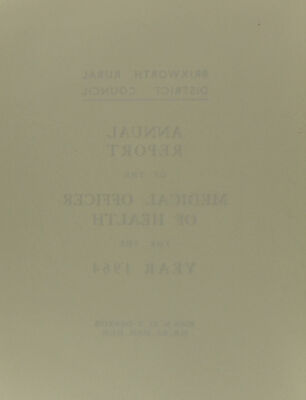 BRIXWORTH RURAL
DISTRICT COUNCIL
ANNUAL
REPORT
OF THE
MEDICAL OFFICER
OF HEALTH
FOR THE
YEAR 1964